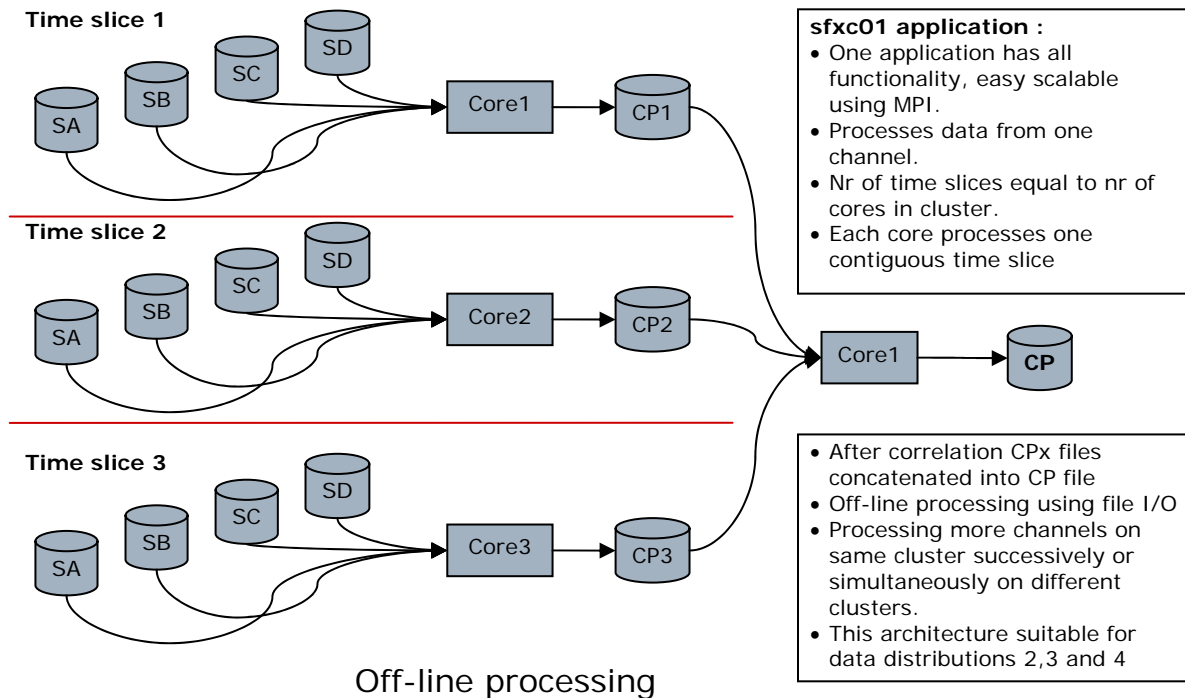 Time slice 1
SA
SB
SC
SD
Core1
CP1
Time slice 2
SA
SB
SC
SD
Core2
CP2
Time slice 3
SA
SB
SC
SD
Core3
CP3
Core1
CP
sfxc01 application :
• One application has all
functionality, easy scalable
using MPI.
• Processes data from one
channel.
• Nr of time slices equal to nr of
cores in cluster.
• Each core processes one
contiguous time slice
• After correlation CPx files
concatenated into CP file
• Off-line processing using file I/O
• Processing more channels on
same cluster successively or
simultaneously on different
clusters.
• This architecture suitable for
data distributions 2,3 and 4
Off-line processing